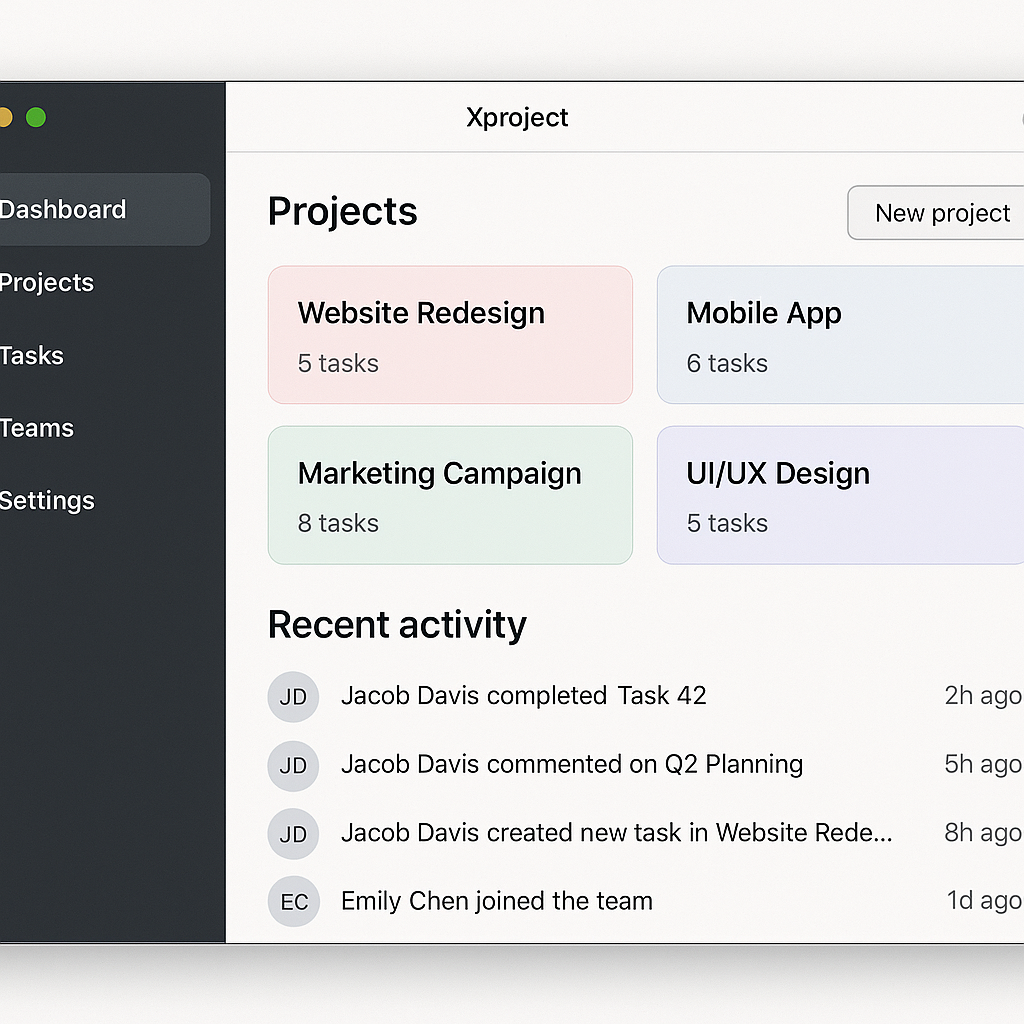 Xproject
Dashboard
Projects
Tasks
Teams
Settings
Projects
New project
Website Redesign
5 tasks
Mobile App
6 tasks
Marketing Campaign
8 tasks
UI/UX Design
5 tasks
Recent activity
JD Jacob Davis completed Task 42 2h ago
JD Jacob Davis commented on Q2 Planning 5h ago
JD Jacob Davis created new task in Website Rede... 8h ago
EC Emily Chen joined the team 1d ago